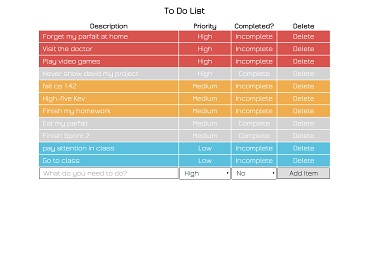 To Do List
Description Priority Completed? Delete
Forget my parfait at home High Incomplete Delete
Visit the doctor High Incomplete Delete
Play video games High Incomplete Delete
Never show david my project High Complete Delete
fail cs 142 Medium Incomplete Delete
High-five Kev Medium Incomplete Delete
Finish my homework Medium Incomplete Delete
Eat my parfait Medium Complete Delete
Finish Sprint 2 Medium Complete Delete
pay attention in class Low Incomplete Delete
Go to class Low Incomplete Delete
What do you need to do? High No Add Item